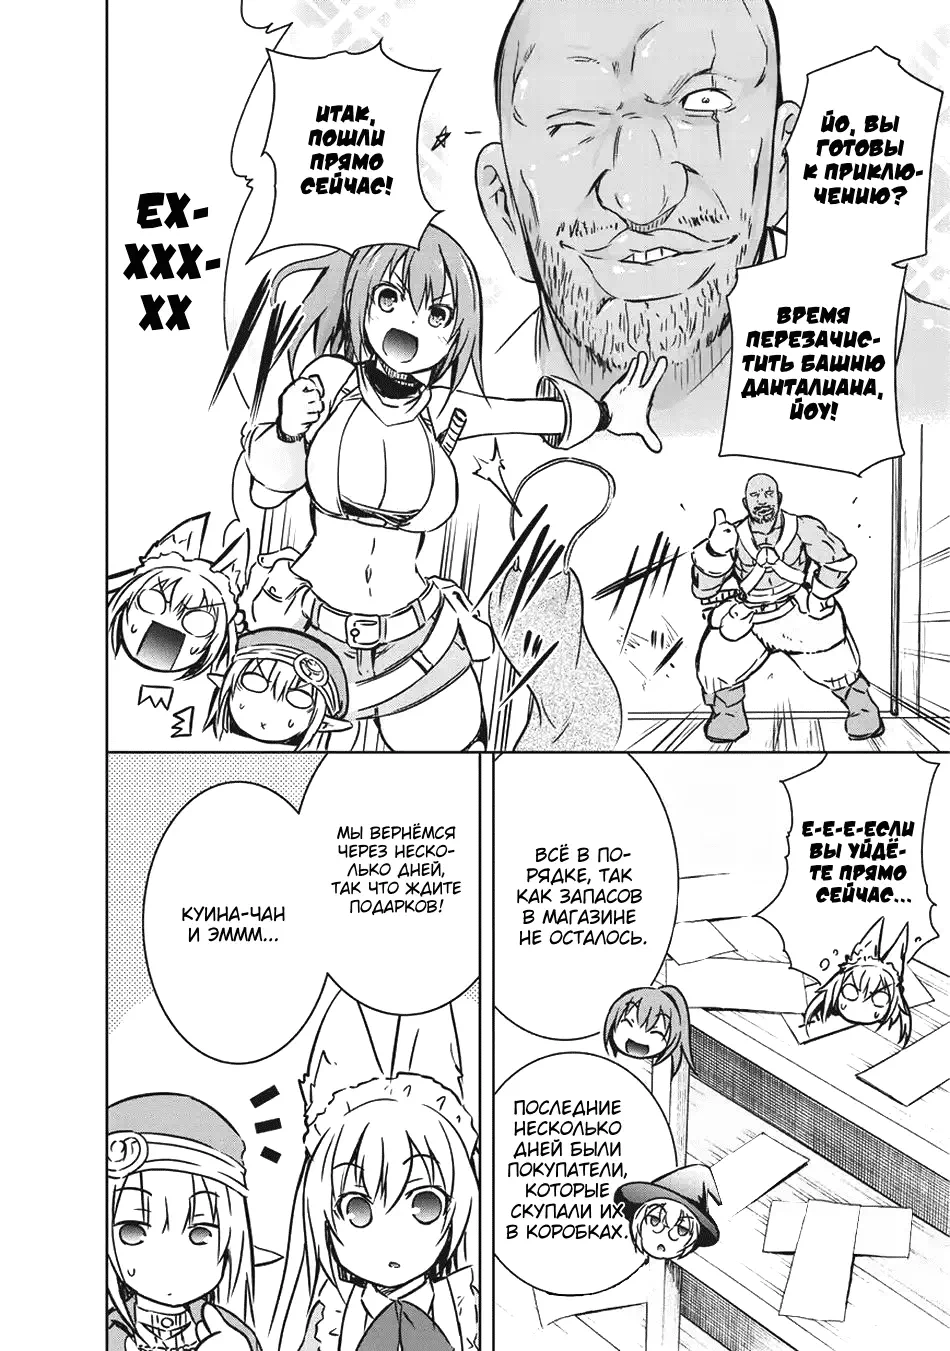 ЙО, ВЫ
ГОТОВЫ
К ПРИКЛЮ-
ЧЕНИЮ?
ВРЕМЯ
ПЕРЕЗАЧИС-
ТИТЬ БАШНЮ
ДАНТАЛИАНА,
ЙОУ!
ИТАК,
ПОШЛИ
ПРЯМО
СЕЙЧАС!
ЕХ-
ХХХ-
ХХ
Е-Е-Е-ЕСЛИ
ВЫ УЙДЁ-
ТЕ ПРЯМО
СЕЙЧАС...
ВСЁ В ПО-
РЯДКЕ, ТАК
КАК ЗАПАСОВ
В МАГАЗИНЕ
НЕ ОСТАЛОСЬ.
ПОСЛЕДНИЕ
НЕСКОЛЬКО
ДНЕЙ БЫЛИ
ПОКУПАТЕЛИ,
КОТОРЫЕ
СКУПАЛИ ИХ
В КОРОБКАХ.
МЫ ВЕРНЁМСЯ
ЧЕРЕЗ НЕСКО-
ЛЬКО ДНЕЙ,
ТАК ЧТО ЖДИТЕ
ПОДАРКОВ!
КУИНА-ЧАН
И ЭМММ...